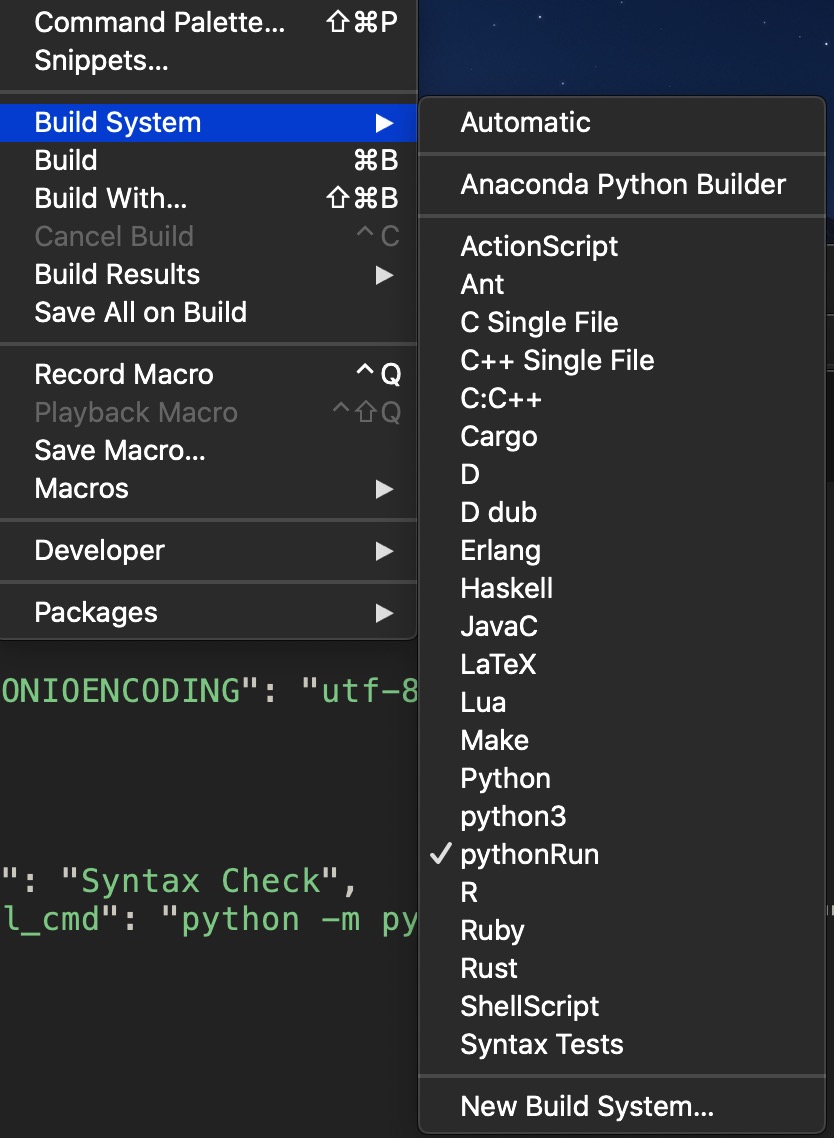 Command Palette... ⇧⌘P
Snippets...
Build System ▶
Build ⌘B
Build With... ⇧⌘B
Cancel Build ^C
Build Results ▶
Save All on Build
Record Macro ^Q
Playback Macro ^⇧Q
Save Macro...
Macros ▶
Developer ▶
Packages ▶
Automatic
Anaconda Python Builder
ActionScript
Ant
C Single File
C++ Single File
C:C++
Cargo
D
D dub
Erlang
Haskell
JavaC
LaTeX
Lua
Make
Python
python3
✓ pythonRun
R
Ruby
Rust
ShellScript
Syntax Tests
New Build System...
ONIOENCODING": "utf-8
": "Syntax Check",
l_cmd": "python -m py